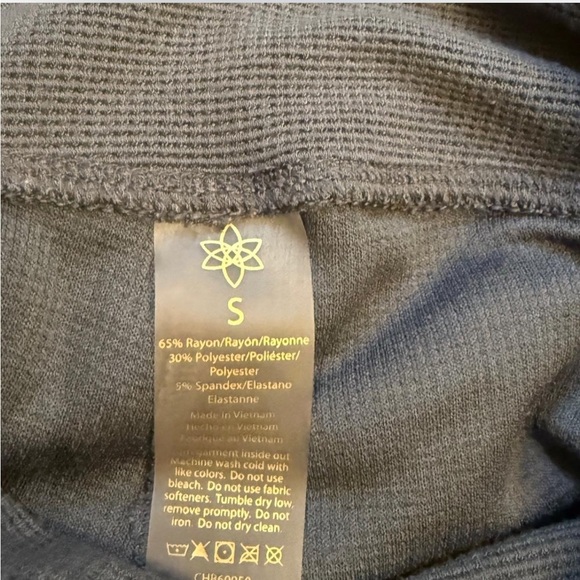 S
65% Rayon/Rayón/Rayonne
30% Polyester/Poliéster/
Polyester
5% Spandex/Elastano
Elastanne
Made in Vietnam
Hecho en Vietnam
Fabriqué au Vietnam
garment inside out
Machine wash cold with
like colors. Do not use
bleach. Do not use fabric
softeners. Tumble dry low,
remove promptly. Do not
iron. Do not dry clean